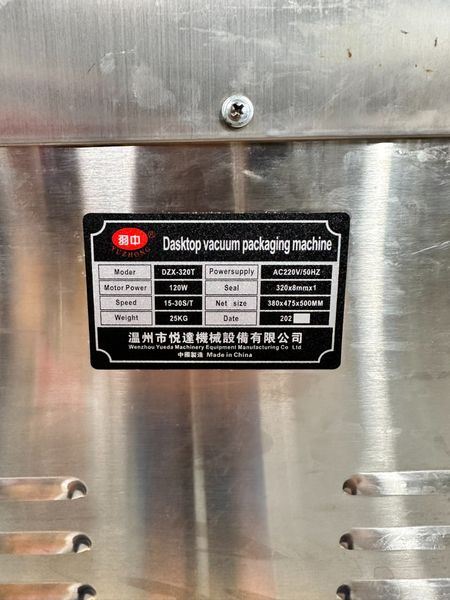 羽中
YUZHONG®
Dasktop vacuum packaging machine
Moder DZX-320T Powersupply AC220V/50HZ
Motor Power 120W Seal 320x8mmx1
Speed 15-30S/T Net size 380x475x500MM
Weight 25KG Date 202
温州市悦達機械設備有限公司
Wenzhou Yueda Machinery Equipment Manufacturing Co Ltd
中國製造 Made in China